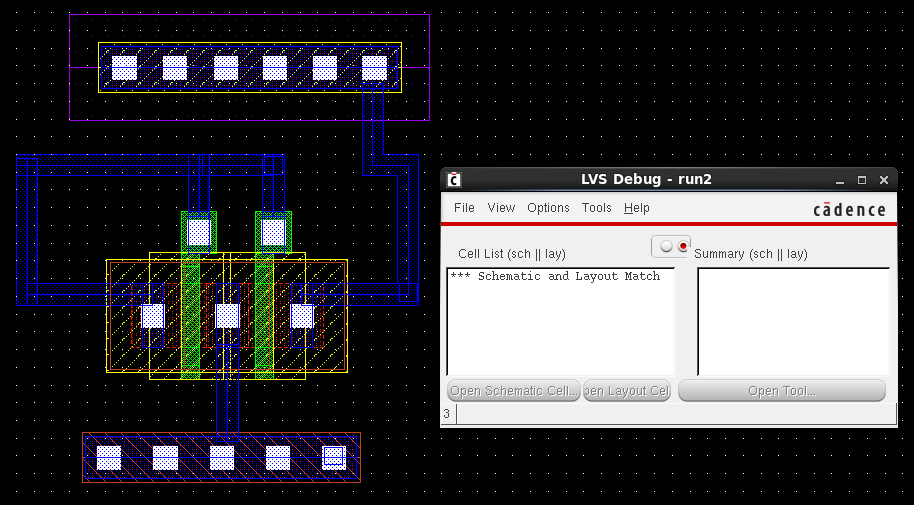 LVS Debug - run2
File View Options Tools Help
cādence
Cell List (sch || lay)
Summary (sch || lay)
*** Schematic and Layout Match
Open Schematic Cell...
pen Layout Cel
Open Tool...
3